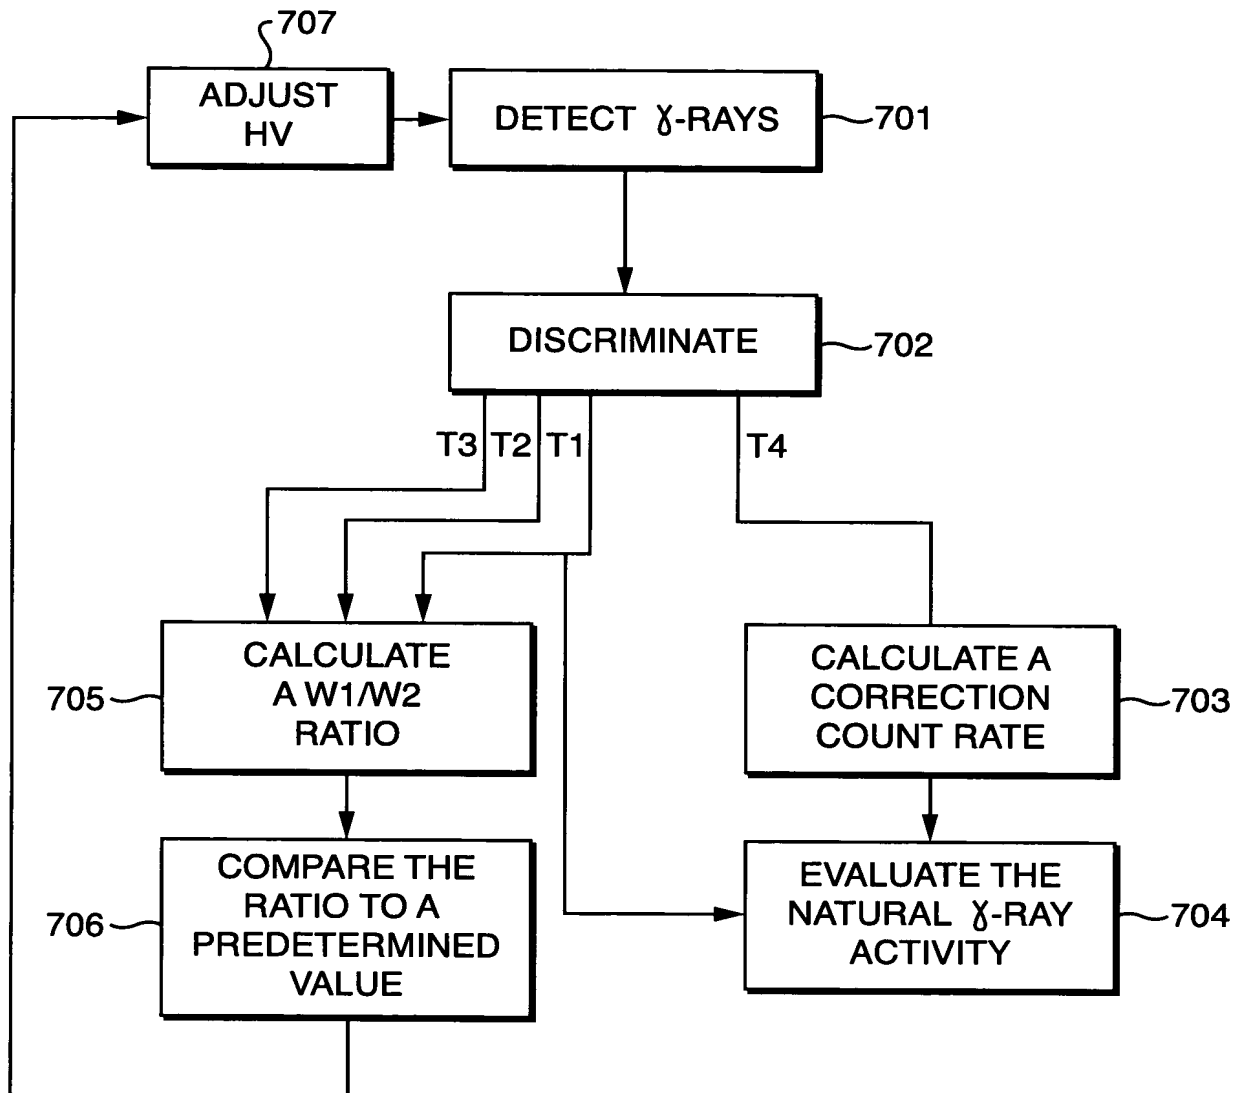 707
ADJUST
HV
DETECT ɣ-RAYS
701
DISCRIMINATE
702
T3
T2
T1
T4
CALCULATE
A W1/W2
RATIO
705
CALCULATE A
CORRECTION
COUNT RATE
703
COMPARE THE
RATIO TO A
PREDETERMINED
VALUE
706
EVALUATE THE
NATURAL ɣ-RAY
ACTIVITY
704